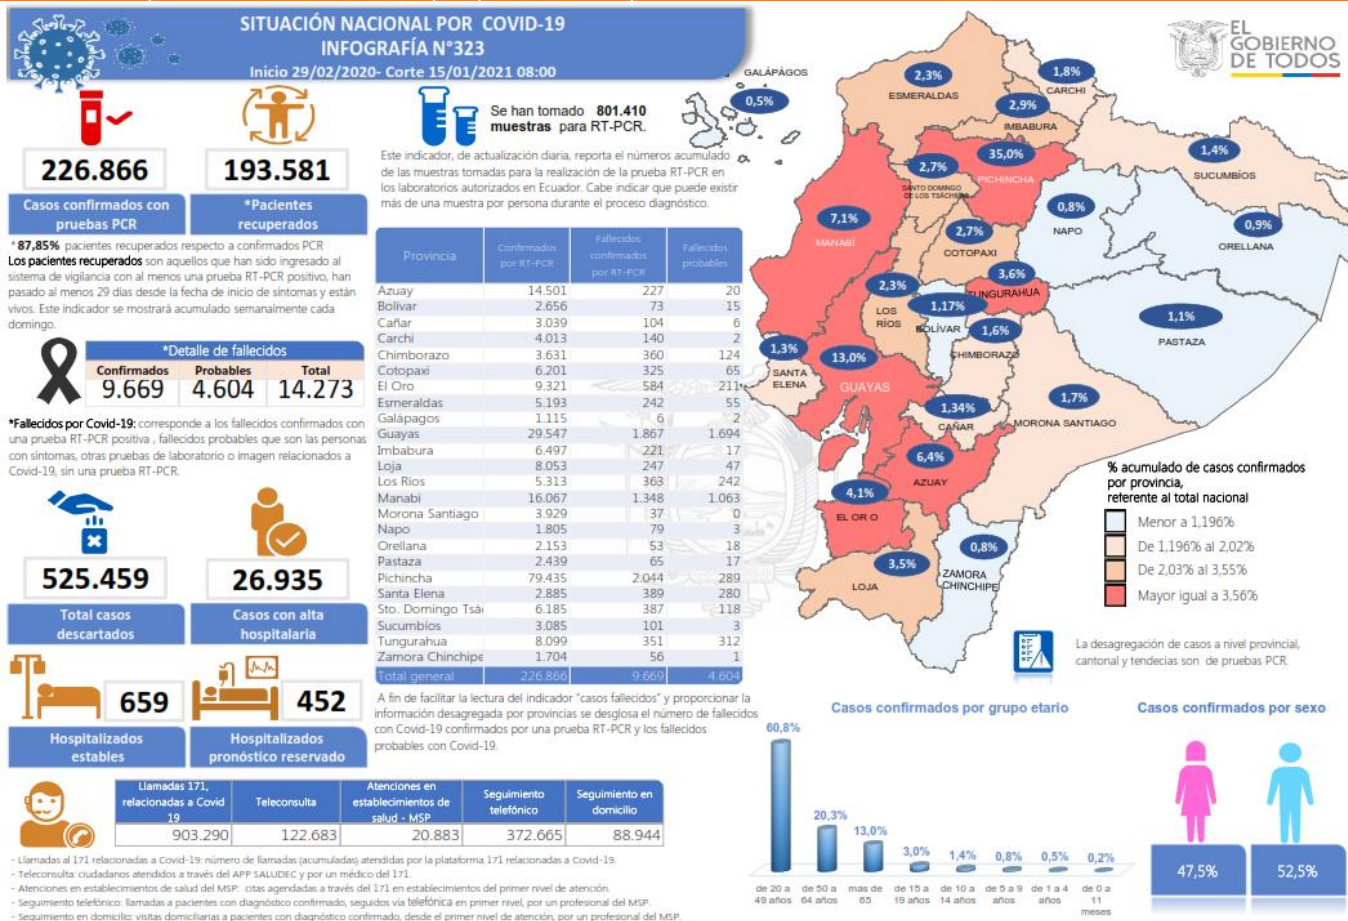 SITUACIÓN NACIONAL POR COVID-19
INFOGRAFÍA N°323
Inicio 29/02/2020- Corte 15/01/2021 08:00
EL
GOBIERNO
DE TODOS
226.866
Casos confirmados con
pruebas PCR
193.581
*Pacientes
recuperados
* 87,85% pacientes recuperados respecto a confirmados PCR
Los pacientes recuperados son aquellos que han sido ingresado al
sistema de vigilancia con al menos una prueba RT-PCR positivo, han
pasado al menos 29 días desde la fecha de inicio de síntomas y están
vivos. Este indicador se mostrará acumulado semanalmente cada
domingo.
*Detalle de fallecidos
Confirmados Probables Total
9.669 4.604 14.273
*Fallecidos por Covid-19: corresponde a los fallecidos confirmados con
una prueba RT-PCR positiva , fallecidos probables que son las personas
con síntomas, otras pruebas de laboratorio o imagen relacionados a
Covid-19, sin una prueba RT-PCR.
525.459
Total casos
descartados
26.935
Casos con alta
hospitalaria
659
Hospitalizados
estables
452
Hospitalizados
pronóstico reservado
Se han tomado 801.410
muestras para RT-PCR.
Este indicador, de actualización diaria, reporta el números acumulado
de las muestras tomadas para la realización de la prueba RT-PCR en
los laboratorios autorizados en Ecuador. Cabe indicar que puede existir
más de una muestra por persona durante el proceso diagnóstico.
Provincia Confirmados por RT-PCR Fallecidos confirmados por RT-PCR Fallecidos probables
Azuay 14.501 227 20
Bolívar 2.656 73 15
Cañar 3.039 104 6
Carchi 4.013 140 2
Chimborazo 3.631 360 124
Cotopaxi 6.201 325 65
El Oro 9.321 584 211
Esmeraldas 5.193 242 55
Galápagos 1.115 6 2
Guayas 29.547 1.867 1.694
Imbabura 6.497 221 17
Loja 8.053 247 47
Los Ríos 5.313 363 242
Manabí 16.067 1.348 1.063
Morona Santiago 3.929 37 0
Napo 1.805 79 3
Orellana 2.153 53 18
Pastaza 2.439 65 17
Pichincha 79.435 2.044 289
Santa Elena 2.885 389 280
Sto. Domingo Tsá 6.185 387 118
Sucumbíos 3.085 101 3
Tungurahua 8.099 351 312
Zamora Chinchipe 1.704 56 1
Total general 226.866 9.669 4.604
A fin de facilitar la lectura del indicador "casos fallecidos" y proporcionar la
información desagregada por provincias se desglosa el número de fallecidos
con Covid-19 confirmados por una prueba RT-PCR y los fallecidos
probables con Covid-19.
GALÁPAGOS
0,5%
2,3%
ESMERALDAS
1,8%
CARCHI
2,9%
IMBABURA
1,4%
SUCUMBÍOS
35,0%
PICHINCHA
2,7%
SANTO DOMINGO
DE LOS TSÁCHILAS
0,8%
NAPO
0,9%
ORELLANA
7,1%
MANABÍ
2,7%
COTOPAXI
3,6%
TUNGURAHUA
2,3%
LOS
RÍOS
1,17%
BOLÍVAR
1,6%
CHIMBORAZO
1,1%
PASTAZA
1,3%
SANTA
ELENA
13,0%
GUAYAS
1,34%
CAÑAR
1,7%
MORONA SANTIAGO
6,4%
AZUAY
4,1%
EL OR O
3,5%
LOJA
0,8%
ZAMORA
CHINCHIPE
% acumulado de casos confirmados
por provincia,
referente al total nacional
Menor a 1,196%
De 1,196% al 2,02%
De 2,03% al 3,55%
Mayor igual a 3,56%
La desagregación de casos a nivel provincial,
cantonal y tendecias son de pruebas PCR.
Casos confirmados por grupo etario
60,8%
20,3%
13,0%
3,0%
1,4%
0,8%
0,5%
0,2%
de 20 a 49 años
de 50 a 64 años
mas de 65
de 15 a 19 años
de 10 a 14 años
de 5 a 9 años
de 1 a 4 años
de 0 a 11 meses
Casos confirmados por sexo
47,5%
52,5%
Llamadas 171, relacionadas a Covid 19
Teleconsulta
Atenciones en establecimientos de salud - MSP
Seguimiento telefónico
Seguimiento en domicilio
903.290 122.683 20.883 372.665 88.944
- Llamadas al 171 relacionadas a Covid-19: número de llamadas (acumuladas) atendidas por la plataforma 171 relacionadas a Covid-19.
- Teleconsulta: ciudadanos atendidos a través del APP SALUDEC y por un médico del 171.
- Atenciones en establecimientos de salud del MSP: citas agendadas a través del 171 en establecimientos del primer nivel de atención.
- Seguimiento telefónico: llamadas a pacientes con diagnóstico confirmado, seguidos vía telefónica en primer nivel, por un profesional del MSP.
- Seguimiento en domicilio: visitas domiciliarias a pacientes con diagnóstico confirmado, desde el primer nivel de atención, por un profesional del MSP.